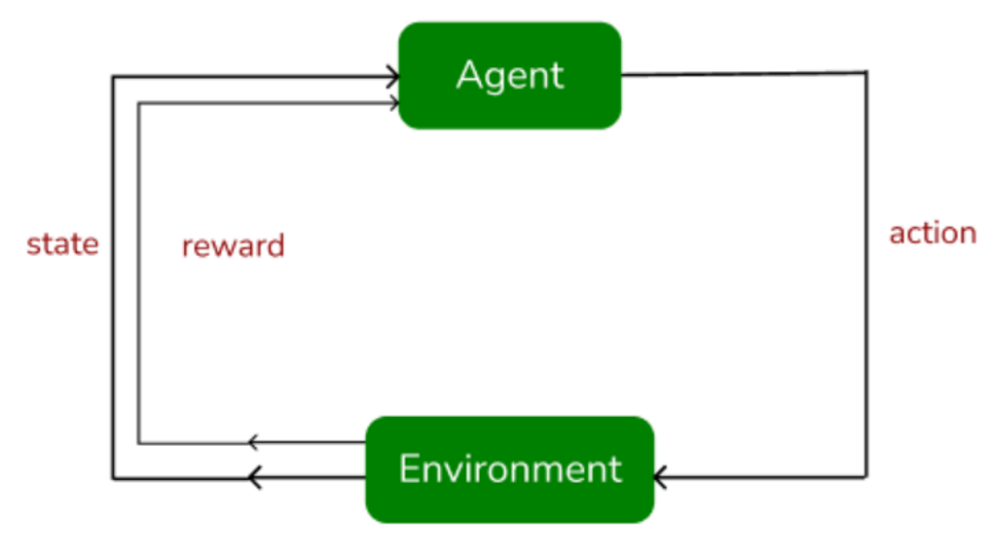 Agent
state
reward
action
Environment